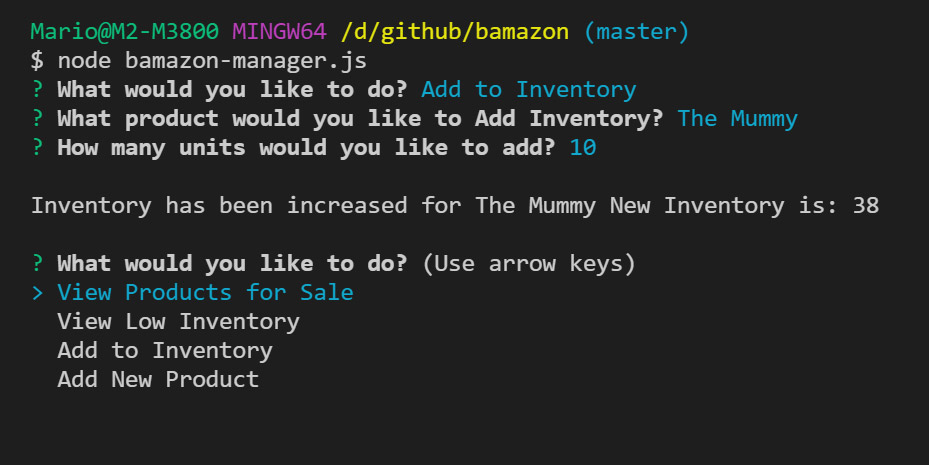 Mario@M2-M3800 MINGW64 /d/github/bamazon (master)
$ node bamazon-manager.js
? What would you like to do? Add to Inventory
? What product would you like to Add Inventory? The Mummy
? How many units would you like to add? 10
Inventory has been increased for The Mummy New Inventory is: 38
? What would you like to do? (Use arrow keys)
> View Products for Sale
View Low Inventory
Add to Inventory
Add New Product